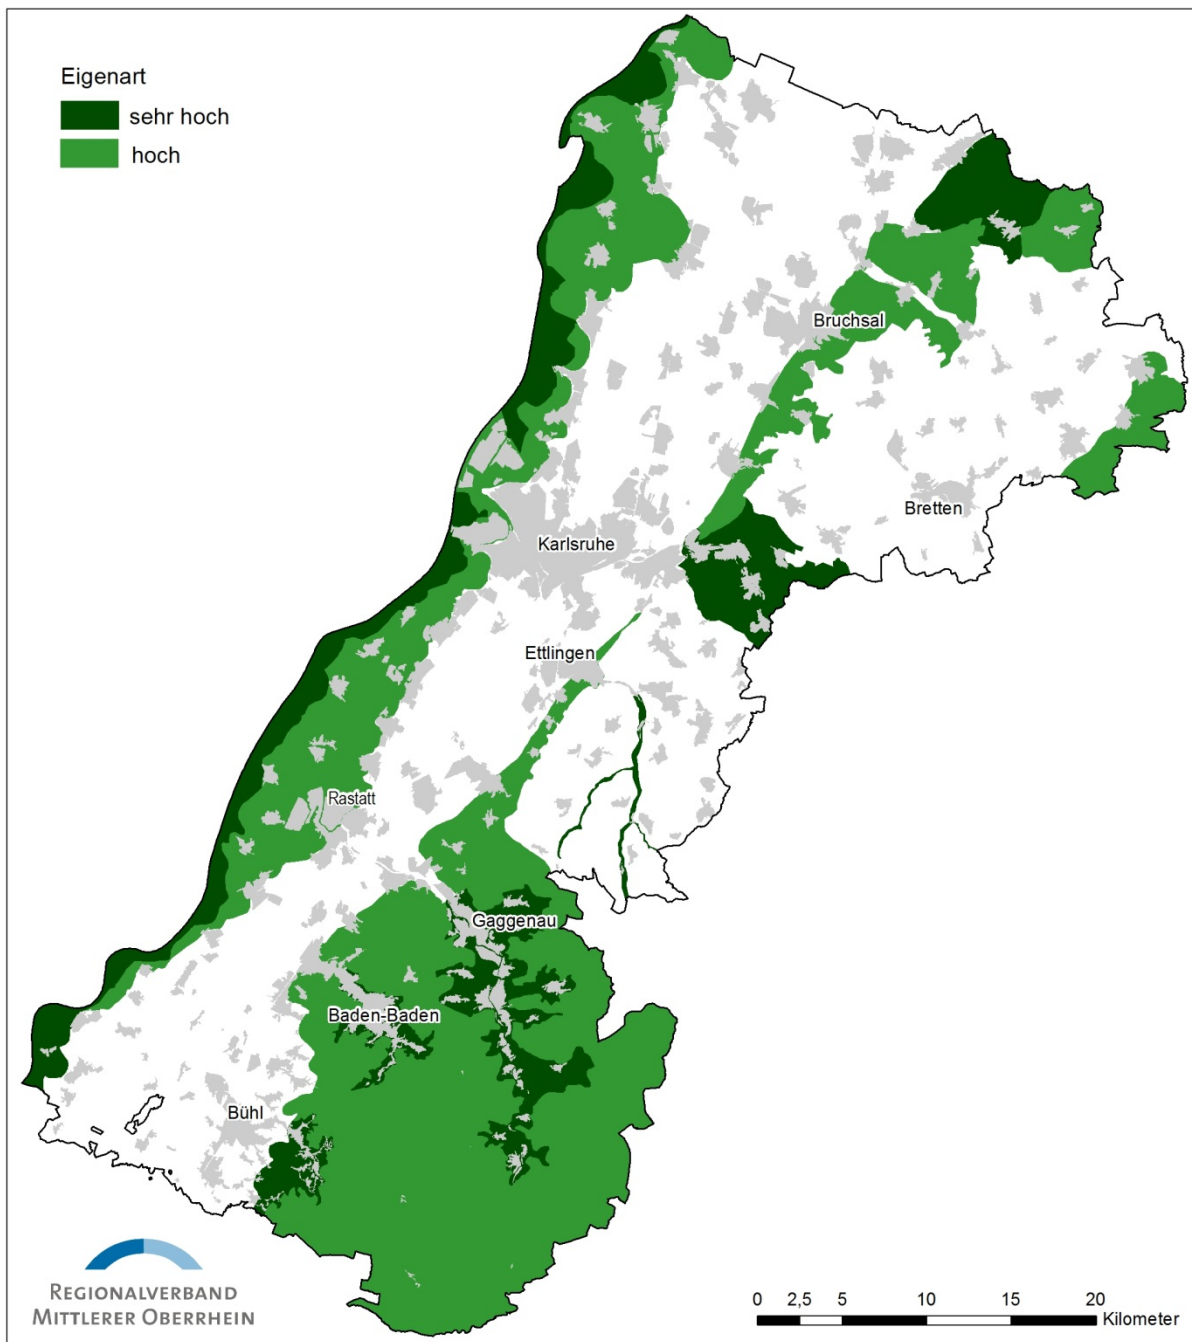 Eigenart
sehr hoch
hoch
Bruchsal
Bretten
Karlsruhe
Ettlingen
Rastatt
Gaggenau
Baden-Baden
Bühl
REGIONALVERBAND
MITTLERER OBERRHEIN
0 2,5 5 10 15 20
Kilometer